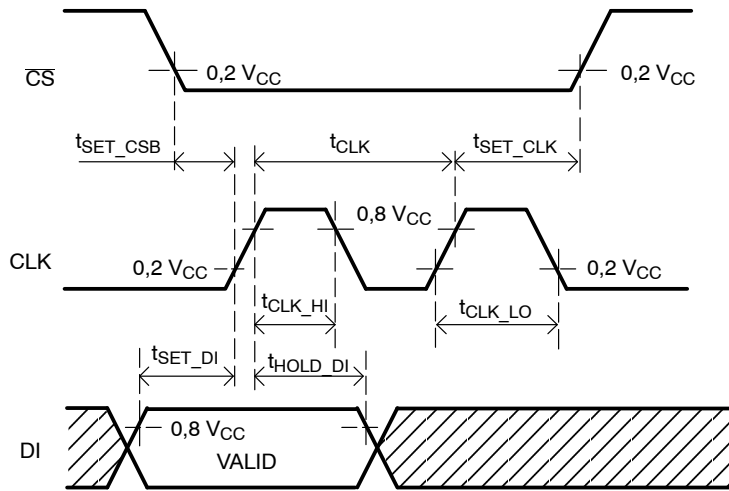 CS
0,2 VCC
0,2 VCC
tSET_CSB
tCLK
tSET_CLK
0,8 VCC
CLK
0,2 VCC
0,2 VCC
tCLK_HI
tCLK_LO
tSET_DI
tHOLD_DI
0,8 VCC
DI
VALID